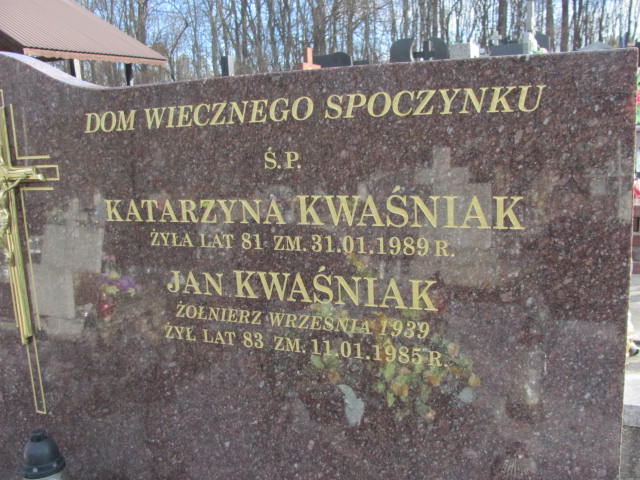 DOM WIECZNEGO SPOCZYNKU
Ś.P.
KATARZYNA KWAŚNIAK
ŻYŁA LAT 81 ZM. 31.01.1989 R.
JAN KWAŚNIAK
ŻOŁNIERZ WRZEŚNIA 1939
ŻYŁ LAT 83 ZM. 11.01.1985 R.